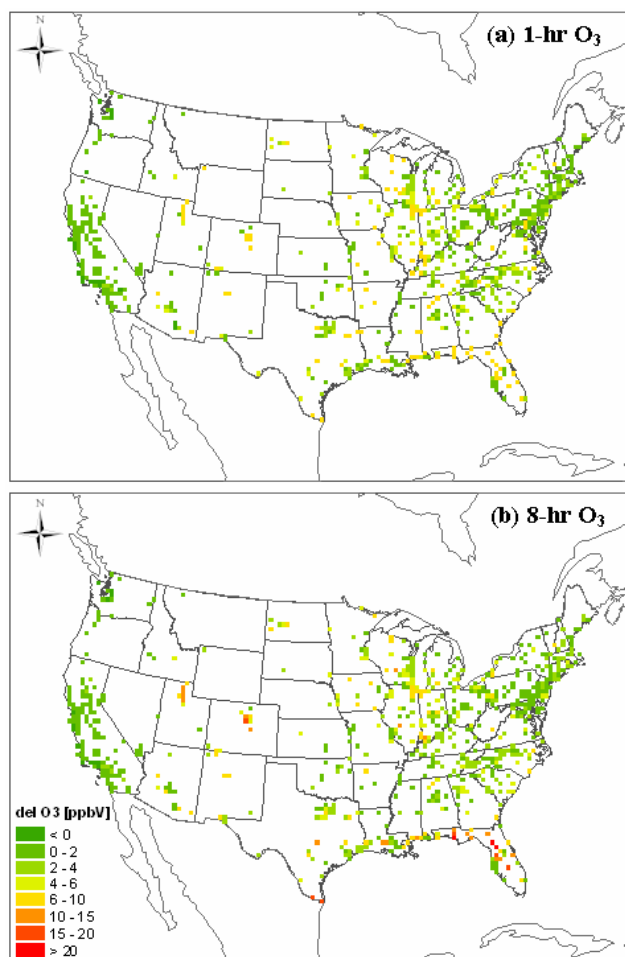 N
(a) 1-hr O₃
N
(b) 8-hr O₃
del O3 [ppbV]
< 0
0 - 2
2 - 4
4 - 6
6 - 10
10 - 15
15 - 20
> 20